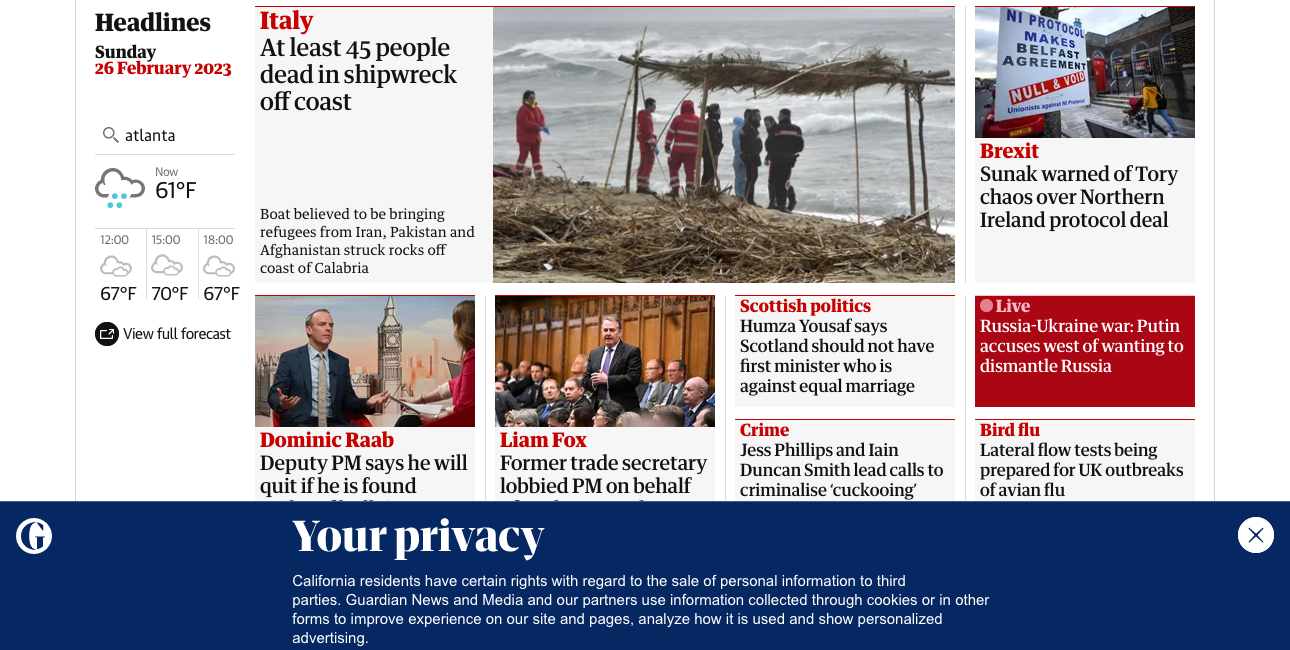 Headlines
Sunday
26 February 2023
atlanta
Now
61°F
12:00
15:00
18:00
67°F
70°F
67°F
View full forecast
Italy
At least 45 people
dead in shipwreck
off coast
Boat believed to be bringing
refugees from Iran, Pakistan and
Afghanistan struck rocks off
coast of Calabria
NI PROTOCOL
MAKES
BELFAST
AGREEMENT
NULL & VOID
Unionists against NI Protocol
Brexit
Sunak warned of Tory
chaos over Northern
Ireland protocol deal
Dominic Raab
Deputy PM says he will
quit if he is found
Liam Fox
Former trade secretary
lobbied PM on behalf
Scottish politics
Humza Yousaf says
Scotland should not have
first minister who is
against equal marriage
Live
Russia-Ukraine war: Putin
accuses west of wanting to
dismantle Russia
Crime
Jess Phillips and Iain
Duncan Smith lead calls to
criminalise ‘cuckooing’
Bird flu
Lateral flow tests being
prepared for UK outbreaks
of avian flu
G
Your privacy
California residents have certain rights with regard to the sale of personal information to third
parties. Guardian News and Media and our partners use information collected through cookies or in other
forms to improve experience on our site and pages, analyze how it is used and show personalized
advertising.